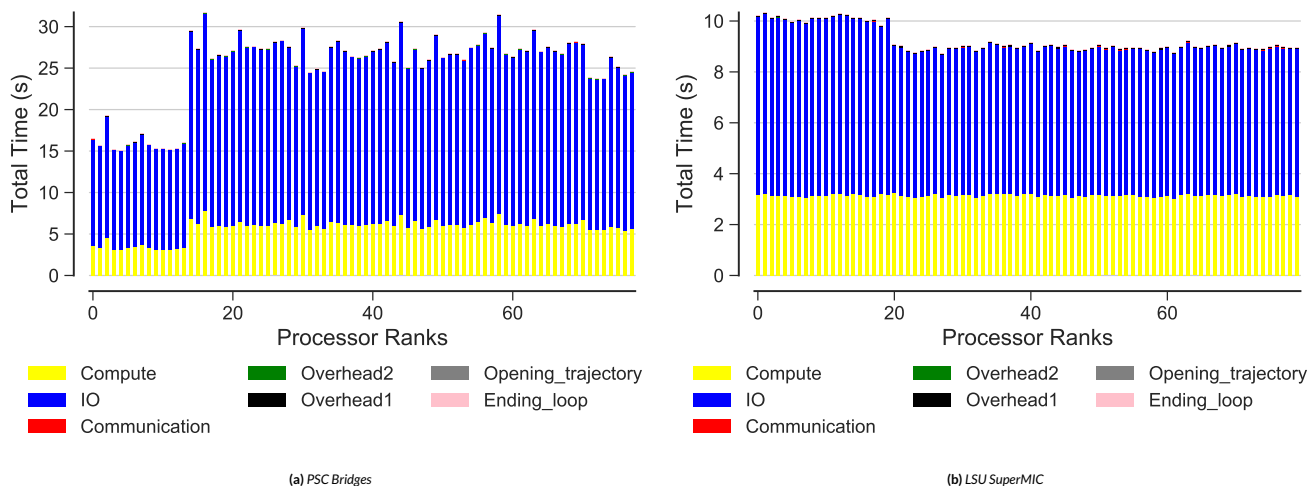 Total Time (s)
30
25
20
15
10
5
0
0 20 40 60
Processor Ranks
Compute Overhead2 Opening_trajectory
IO Overhead1 Ending_loop
Communication
(a) PSC Bridges
Total Time (s)
10
8
6
4
2
0
0 20 40 60
Processor Ranks
Compute Overhead2 Opening_trajectory
IO Overhead1 Ending_loop
Communication
(b) LSU SuperMIC